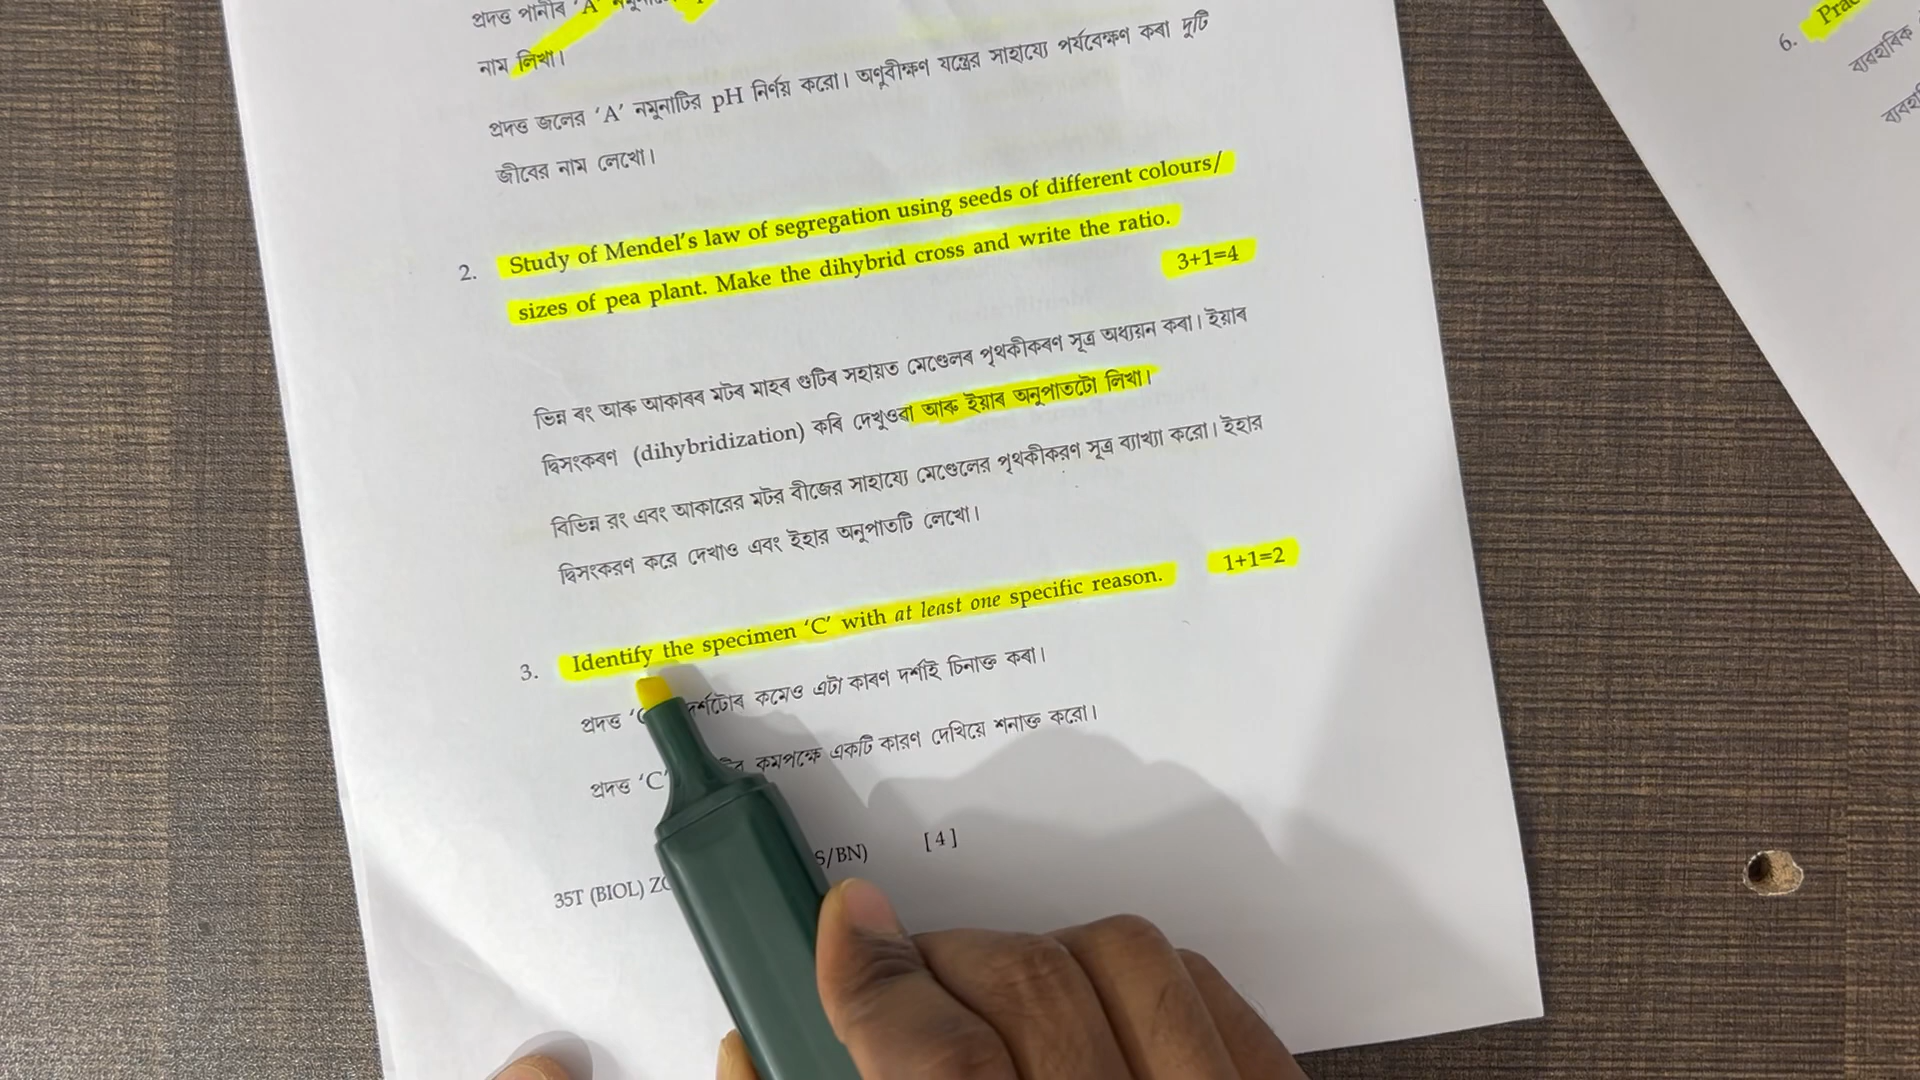 প্ৰদত্ত পানীৰ ‘A’
নাম লিখা।
প্রদত্ত জলের ‘A’ নমুনাটির pH নির্ণয় করো। অণুবীক্ষণ যন্ত্রের সাহায্যে পর্যবেক্ষণ করা দুটি
জীবের নাম লেখো।
2. Study of Mendel’s law of segregation using seeds of different colours/
sizes of pea plant. Make the dihybrid cross and write the ratio.
3+1=4
ভিন্ন ৰং আৰু আকাৰৰ মটৰ মাহৰ গুটিৰ সহায়ত মেণ্ডেলৰ পৃথকীকৰণ সূত্ৰ অধ্যয়ন কৰা। ইয়াৰ
দ্বিসংকৰণ (dihybridization) কৰি দেখুওৱা আৰু ইয়াৰ অনুপাতটো লিখা।
বিভিন্ন রং এবং আকারের মটর বীজের সাহায্যে মেণ্ডেলের পৃথকীকরণ সূত্র ব্যাখ্যা করো। ইহার
দ্বিসংকরণ করে দেখাও এবং ইহার অনুপাতটি লেখো।
3. Identify the specimen ‘C’ with at least one specific reason. 1+1=2
প্ৰদত্ত কমেও এটা কাৰণ দৰ্শাই চিনাক্ত কৰা।
প্রদত্ত ‘C’ কমপক্ষে একটি কারণ দেখিয়ে শনাক্ত করো।
35T (BIOL) S/BN) [ 4 ]
6.
ব্যৱহাৰিক